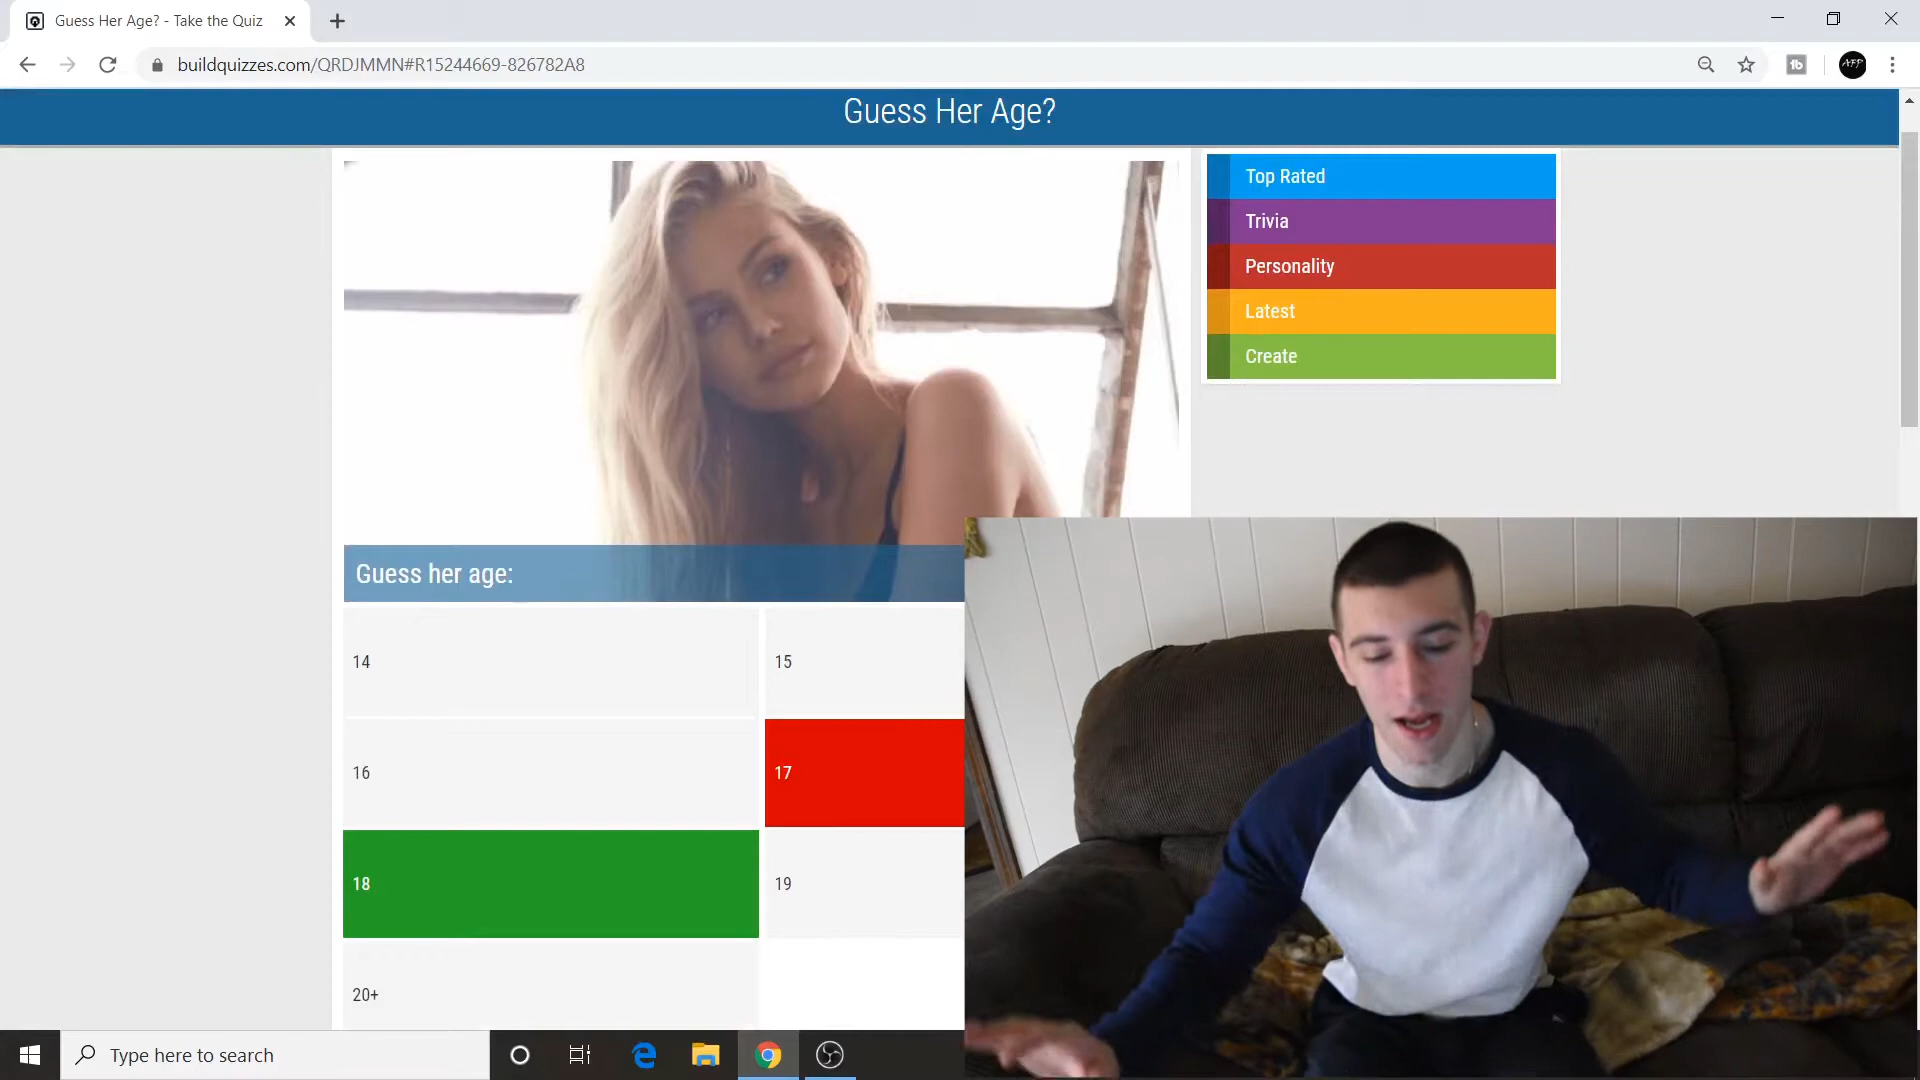 Guess Her Age? - Take the Quiz
buildquizzes.com/QRDJMMN#R15244669-826782A8
AFP
Guess Her Age?
Top Rated
Trivia
Personality
Latest
Create
Guess her age:
14
15
16
17
18
19
20+
Type here to search